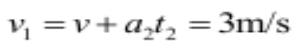 v₁ = v + a₂t₂ = 3m/s